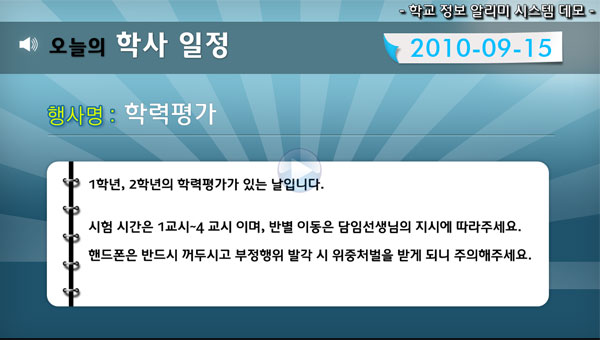 - 학교 정보 알리미 시스템 데모 -
오늘의 학사 일정
2010-09-15
행사명 : 학력평가
1학년, 2학년의 학력평가가 있는 날입니다.
시험 시간은 1교시~4 교시 이며, 반별 이동은 담임선생님의 지시에 따라주세요.
핸드폰은 반드시 꺼두시고 부정행위 발각 시 위중처벌을 받게 되니 주의해주세요.